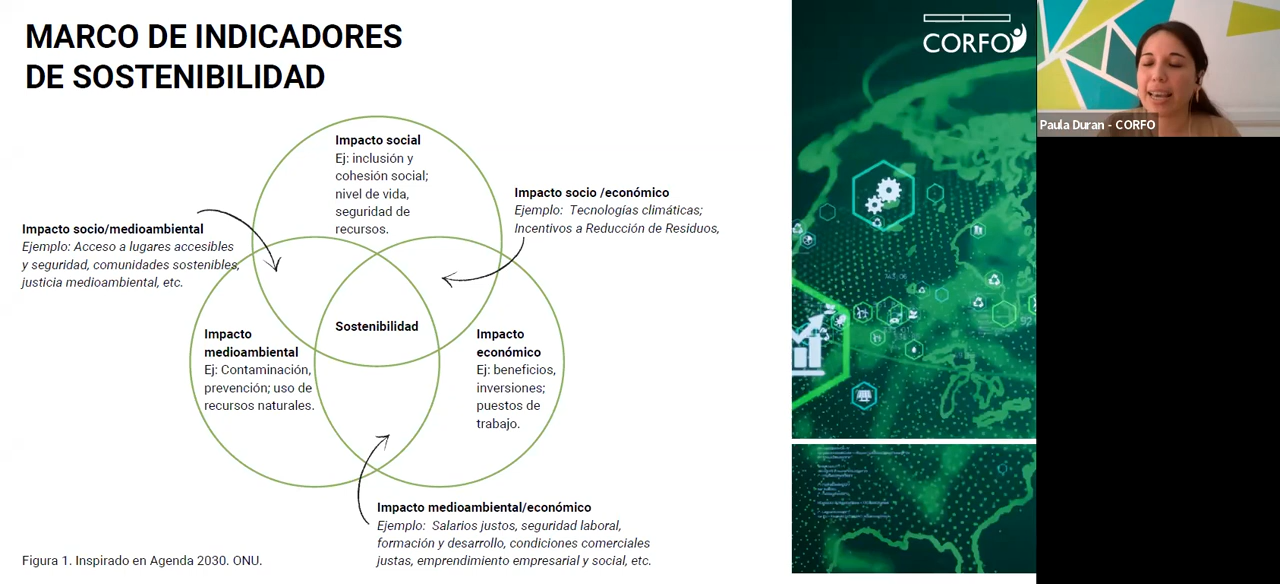 MARCO DE INDICADORES
DE SOSTENIBILIDAD
Impacto social
Ej: inclusión y
cohesión social;
nivel de vida,
seguridad de
recursos.
Impacto socio /económico
Ejemplo: Tecnologías climáticas;
Incentivos a Reducción de Residuos,
Impacto socio/medioambiental
Ejemplo: Acceso a lugares accesibles
y seguridad, comunidades sostenibles,
justicia medioambiental, etc.
Sostenibilidad
Impacto
medioambiental
Ej: Contaminación,
prevención; uso de
recursos naturales.
Impacto
económico
Ej: beneficios,
inversiones;
puestos de
trabajo.
Impacto medioambiental/económico
Ejemplo: Salarios justos, seguridad laboral,
formación y desarrollo, condiciones comerciales
justas, emprendimiento empresarial y social, etc.
Figura 1. Inspirado en Agenda 2030. ONU.
CORFO
Paula Duran - CORFO